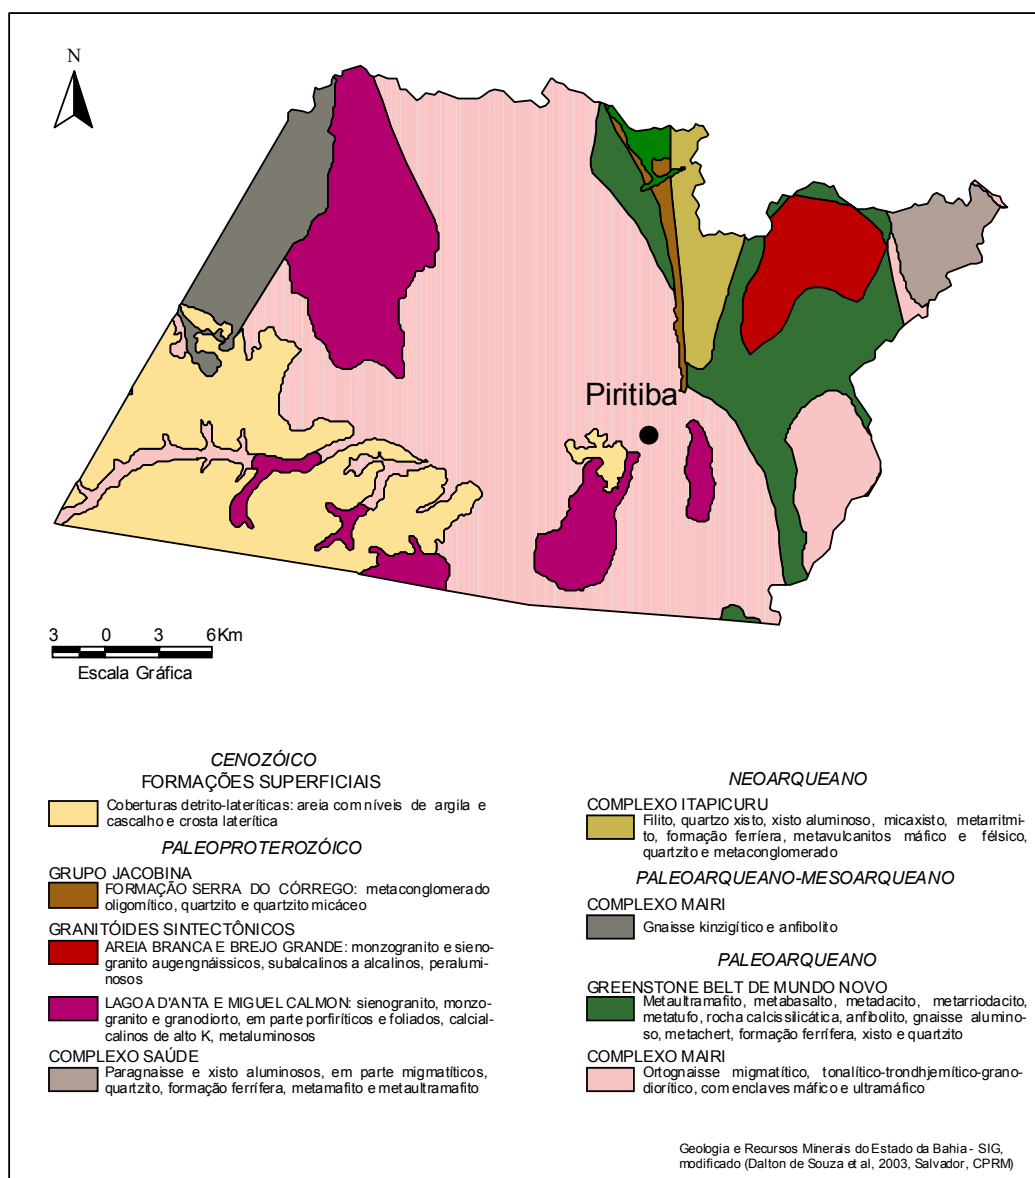 N
Piritiba
3 0 3 6Km
Escala Gráfica
CENOZÓICO
FORMAÇÕES SUPERFICIAIS
Coberturas detrito-lateríticas: areia com níveis de argila e
cascalho e crosta laterítica
PALEOPROTEROZÓICO
GRUPO JACOBINA
FORMAÇÃO SERRA DO CÓRREGO: metaconglomerado
oligomítico, quartzito e quartzito micáceo
GRANITÓIDES SINTECTÔNICOS
AREIA BRANCA E BREJO GRANDE: monzogranito e sieno-
granito augengnáissicos, subalcalinos a alcalinos, peralumi-
nosos
LAGOA D'ANTA E MIGUEL CALMON: sienogranito, monzo-
granito e granodiorto, em parte porfiríticos e foliados, calcial-
calinos de alto K, metaluminosos
COMPLEXO SAÚDE
Paragnaisse e xisto aluminosos, em parte migmatíticos,
quartzito, formação ferrífera, metamafito e metaultramafito
NEOARQUEANO
COMPLEXO ITAPICURU
Filito, quartzo xisto, xisto aluminoso, micaxisto, metarritmi-
to, formação ferríera, metavulcanitos máfico e félsico,
quartzito e metaconglomerado
PALEOARQUEANO-MESOARQUEANO
COMPLEXO MAIRI
Gnaisse kinzigítico e anfibolito
PALEOARQUEANO
GREENSTONE BELT DE MUNDO NOVO
Metaultramafito, metabasalto, metadacito, metarriodacito,
metatufo, rocha calcissilicática, anfibolito, gnaisse alumino-
so, metachert, formação ferrífera, xisto e quartzito
COMPLEXO MAIRI
Ortognaisse migmatítico, tonalítico-trondhjemítico-grano-
diorítico, com enclaves máfico e ultramáfico
Geologia e Recursos Minerais do Estado da Bahia - SIG,
modificado (Dalton de Souza et al, 2003, Salvador, CPRM)